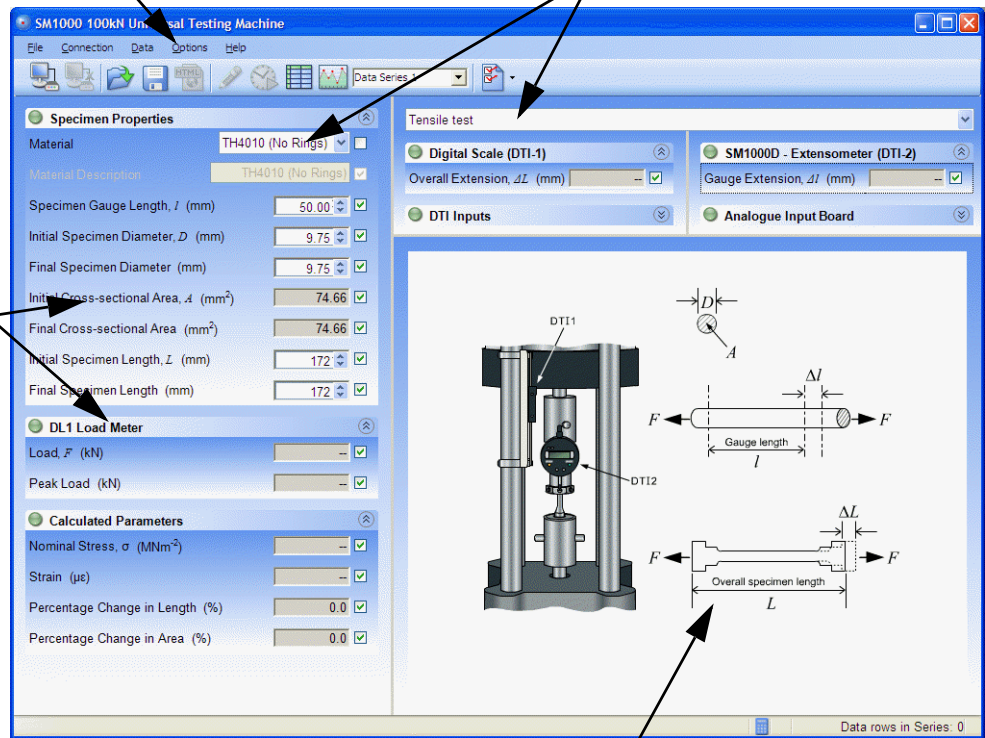 SM1000 100kN Universal Testing Machine
File Connection Data Options Help
HTML
Data Series 1
Specimen Properties
Material TH4010 (No Rings)
Material Description TH4010 (No Rings)
Specimen Gauge Length, l (mm) 50.00
Initial Specimen Diameter, D (mm) 9.75
Final Specimen Diameter (mm) 9.75
Initial Cross-sectional Area, A (mm²) 74.66
Final Cross-sectional Area (mm²) 74.66
Initial Specimen Length, L (mm) 172
Final Specimen Length (mm) 172
DL1 Load Meter
Load, F (kN) --
Peak Load (kN) --
Calculated Parameters
Nominal Stress, σ (MNm⁻²) --
Strain (µε) --
Percentage Change in Length (%) 0.0
Percentage Change in Area (%) 0.0
Tensile test
Digital Scale (DTI-1)
Overall Extension, ΔL (mm) --
DTI Inputs
SM1000D - Extensometer (DTI-2)
Gauge Extension, Δl (mm) --
Analogue Input Board
DTI1
DTI2
D
A
Δl
F F
Gauge length
l
ΔL
F F
Overall specimen length
L
Data rows in Series: 0